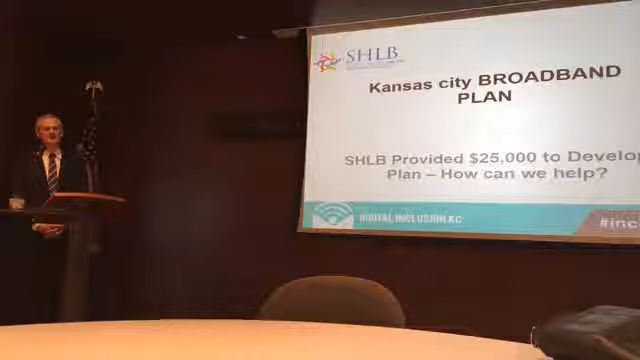 SHLB
Kansas city BROADBAND
PLAN
SHLB Provided $25,000 to Develo
Plan – How can we help?
DIGITAL INCLUSION KC
#inc